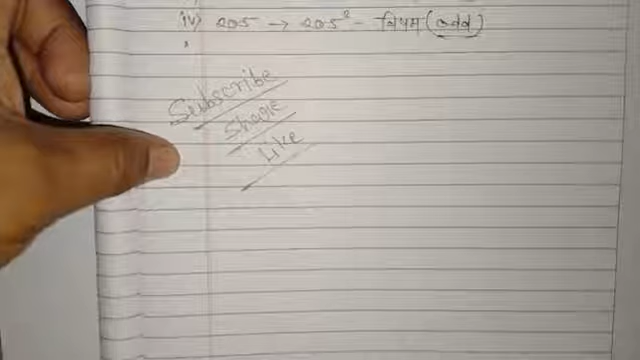 iv) 205 → 205² - विषम (odd)
Subscribe
Share
Like